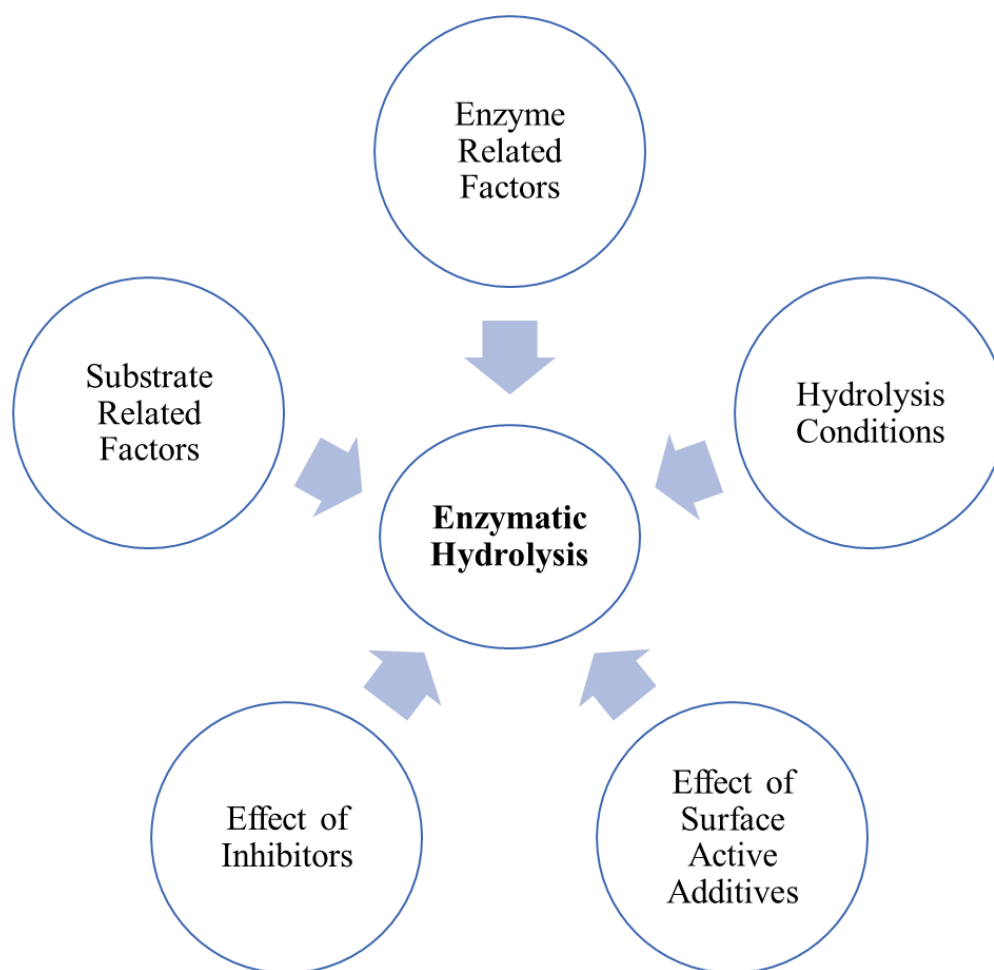 Enzyme
Related
Factors
Substrate
Related
Factors
Hydrolysis
Conditions
Enzymatic
Hydrolysis
Effect of
Inhibitors
Effect of
Surface
Active
Additives